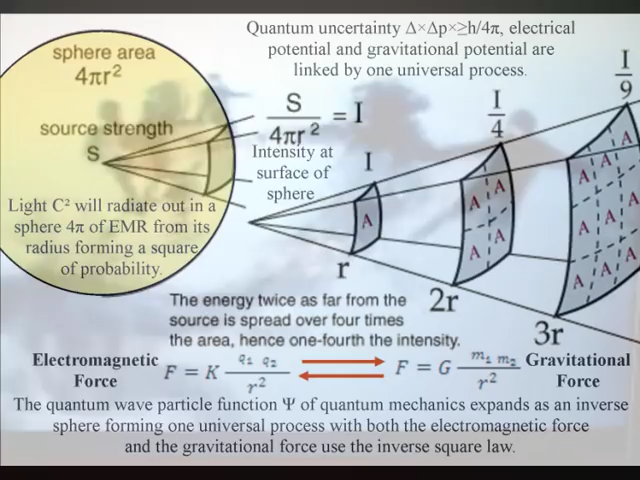 Quantum uncertainty Δ×Δp×≥h/4π, electrical
potential and gravitational potential are
linked by one universal process.
sphere area
4πr²
source strength
S
Light C² will radiate out in a
sphere 4π of EMR from its
radius forming a square
of probability.
S
4πr² = I
Intensity at
surface of
sphere
I
I
4
I
9
A
A A
A A
A A A
A A A
A A A
r
2r
3r
The energy twice as far from the
source is spread over four times
the area, hence one-fourth the intensity.
Electromagnetic
Force
F = K q₁ q₂
r²
F = G m₁ m₂
r²
Gravitational
Force
The quantum wave particle function Ψ of quantum mechanics expands as an inverse
sphere forming one universal process with both the electromagnetic force
and the gravitational force use the inverse square law.